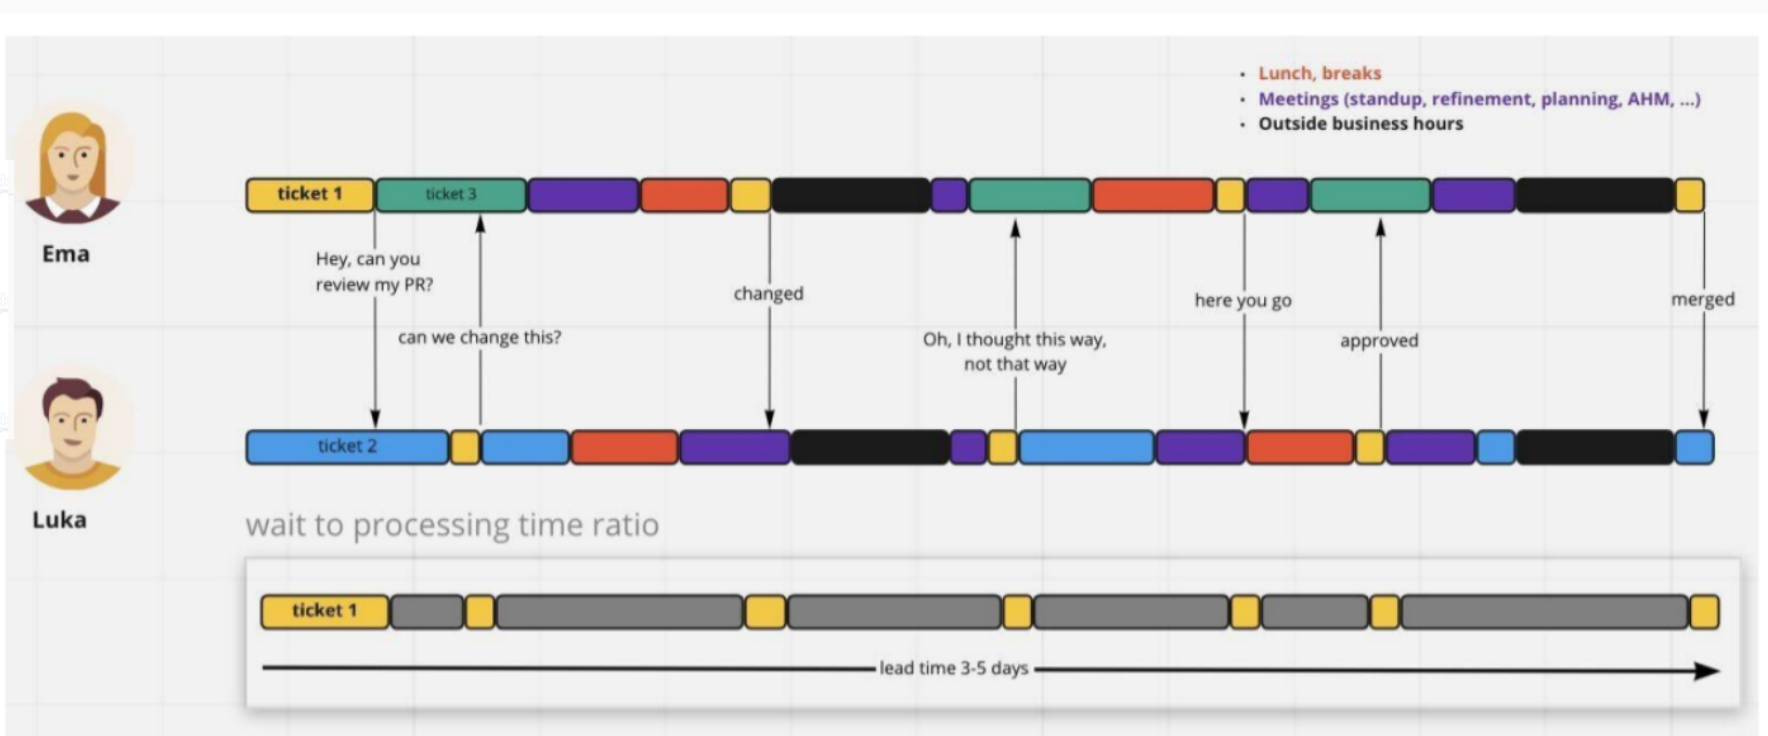 • Lunch, breaks
• Meetings (standup, refinement, planning, AHM, ...)
• Outside business hours
ticket 1
ticket 3
Ema
Hey, can you
review my PR?
can we change this?
changed
Oh, I thought this way,
not that way
here you go
approved
merged
ticket 2
Luka
wait to processing time ratio
ticket 1
lead time 3-5 days